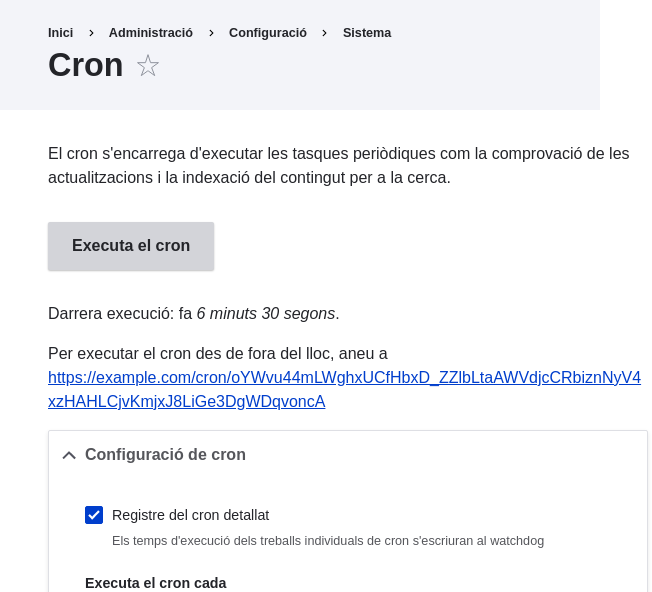 Inici > Administració > Configuració > Sistema
Cron
El cron s'encarrega d'executar les tasques periòdiques com la comprovació de les
actualitzacions i la indexació del contingut per a la cerca.
Executa el cron
Darrera execució: fa 6 minuts 30 segons.
Per executar el cron des de fora del lloc, aneu a
https://example.com/cron/oYWvu44mLWghxUCfHbxD_ZZlbLtaAWVdjcCRbiznNyV4
xzHAHLCjvKmjxJ8LiGe3DgWDqvoncA
Configuració de cron
Registre del cron detallat
Els temps d'execució dels treballs individuals de cron s'escriuran al watchdog
Executa el cron cada